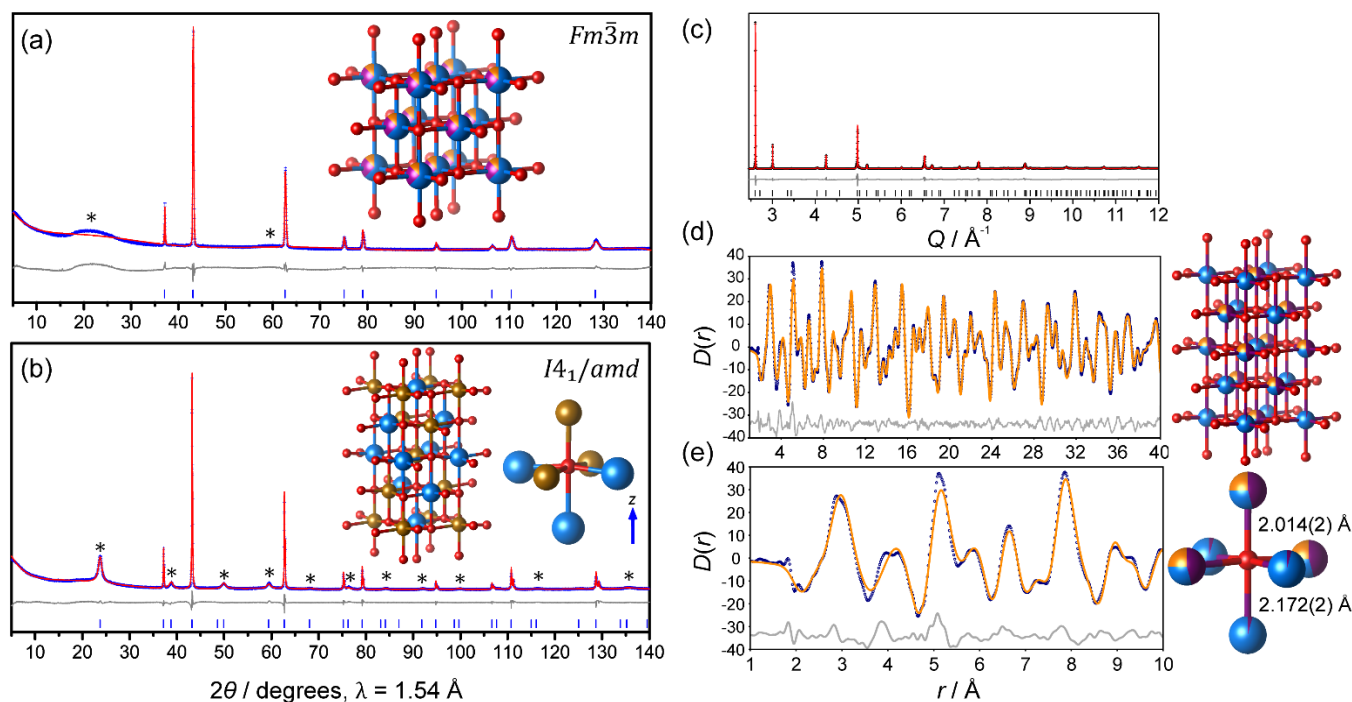 (a)
Fm3̄m
*
*
10 20 30 40 50 60 70 80 90 100 110 120 130 140
(b)
I4₁/amd
z
* * * * * * * * * * *
10 20 30 40 50 60 70 80 90 100 110 120 130 140
2θ / degrees, λ = 1.54 Å
(c)
3 4 5 6 7 8 9 10 11 12
Q / Å⁻¹
(d)
40
30
20
10
0
-10
-20
-30
-40
D(r)
4 8 12 16 20 24 28 32 36 40
(e)
40
30
20
10
0
-10
-20
-30
-40
D(r)
1 2 3 4 5 6 7 8 9 10
r / Å
2.014(2) Å
2.172(2) Å